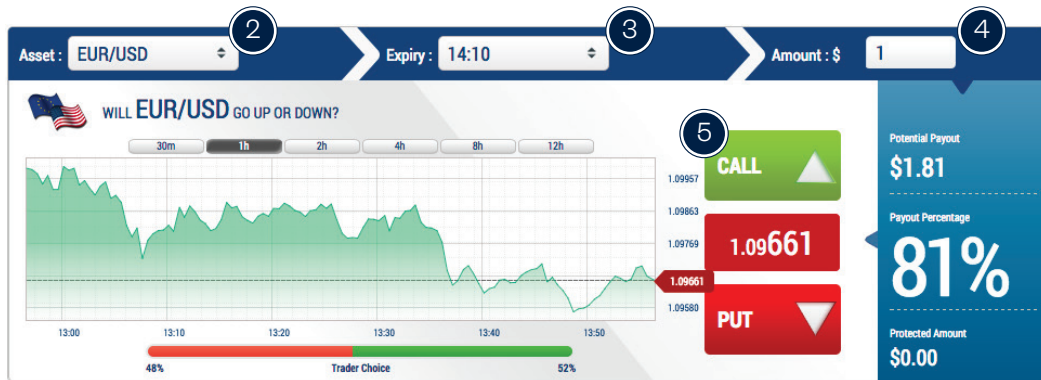 2
3
4
Asset : EUR/USD
Expiry : 14:10
Amount : $ 1
WILL EUR/USD GO UP OR DOWN?
5
30m 1h 2h 4h 8h 12h
CALL
Potential Payout
$1.81
1.09957
1.09863
1.09769
1.09661
1.09580
1.09661
Payout Percentage
81%
PUT
13:00 13:10 13:20 13:30 13:40 13:50
Protected Amount
$0.00
48% Trader Choice 52%